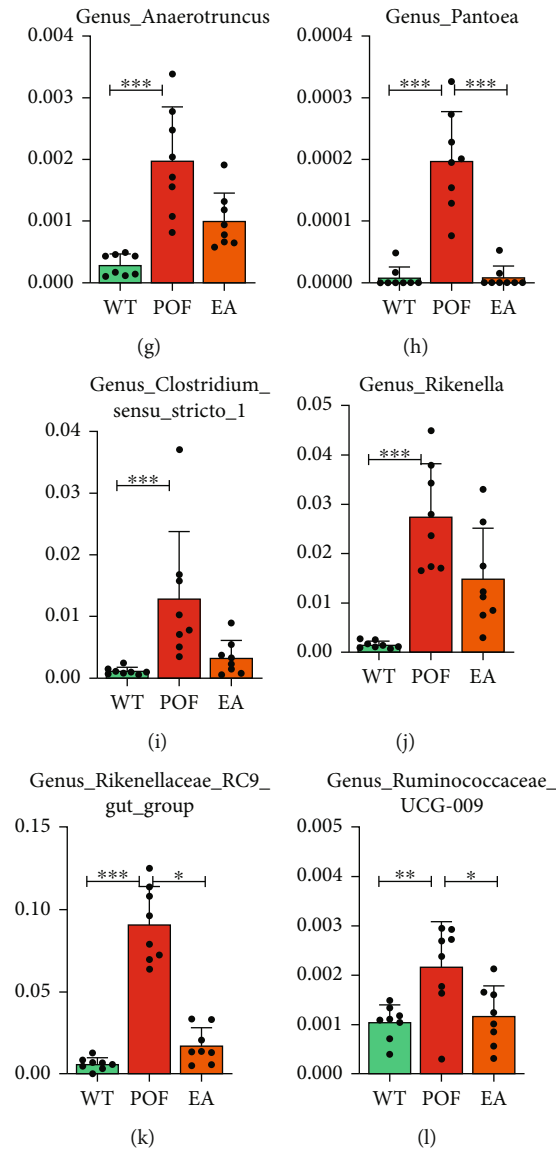 Genus_Anaerotruncus
0.004
0.003
0.002
0.001
0.000
***
WT POF EA
(g)
Genus_Pantoea
0.0004
0.0003
0.0002
0.0001
0.0000
*** ***
WT POF EA
(h)
Genus_Clostridium_
sensu_stricto_1
0.04
0.03
0.02
0.01
0.00
***
WT POF EA
(i)
Genus_Rikenella
0.05
0.04
0.03
0.02
0.01
0.00
***
WT POF EA
(j)
Genus_Rikenellaceae_RC9_
gut_group
0.15
0.10
0.05
0.00
*** *
WT POF EA
(k)
Genus_Ruminococcaceae_
UCG-009
0.005
0.004
0.003
0.002
0.001
0.000
** *
WT POF EA
(l)